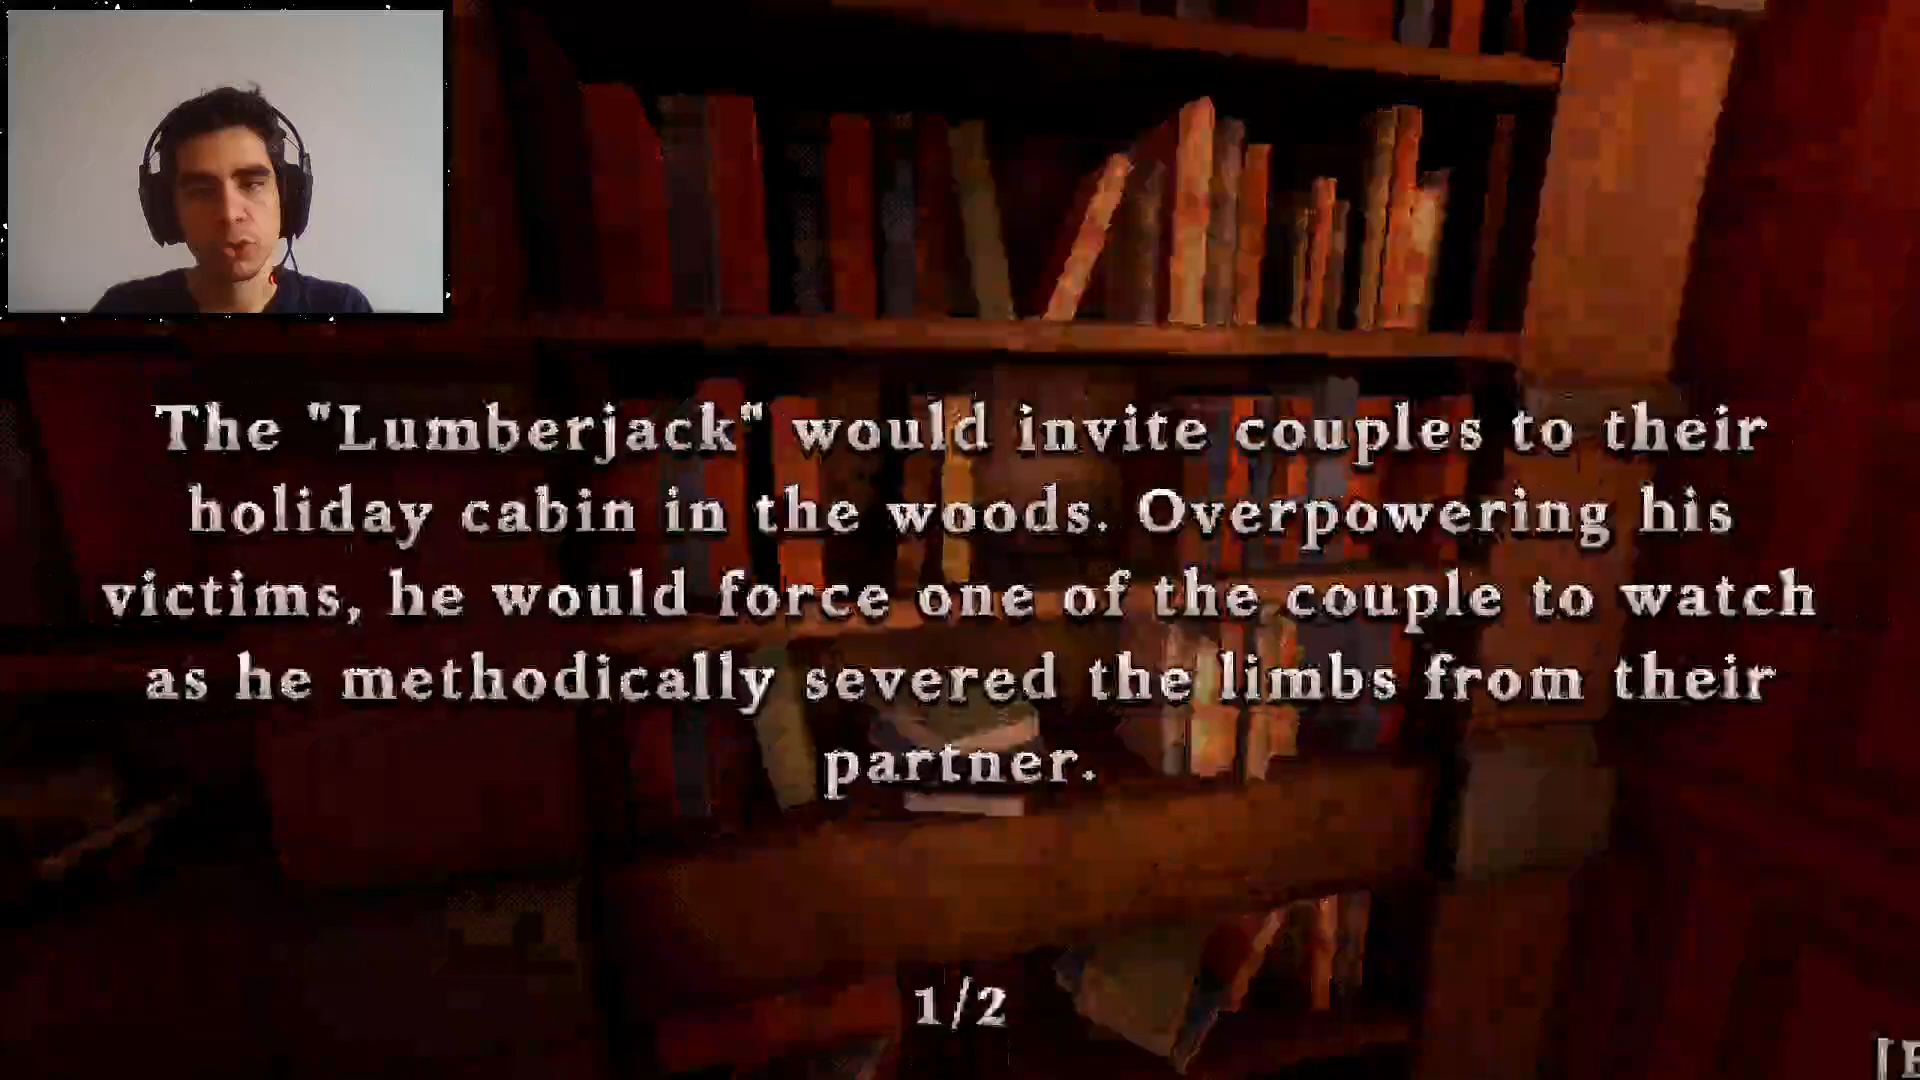 The "Lumberjack" would invite couples to their
holiday cabin in the woods. Overpowering his
victims, he would force one of the couple to watch
as he methodically severed the limbs from their
partner.
1/2